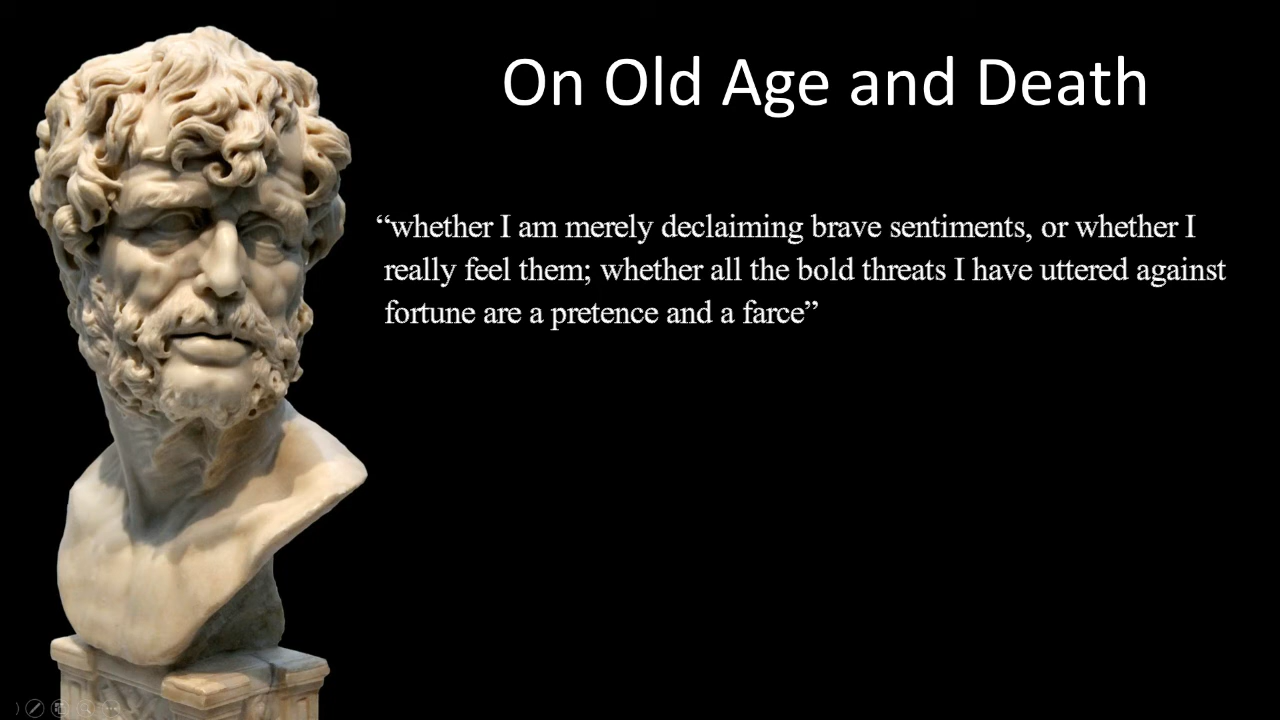 On Old Age and Death
“whether I am merely declaiming brave sentiments, or whether I
really feel them; whether all the bold threats I have uttered against
fortune are a pretence and a farce”